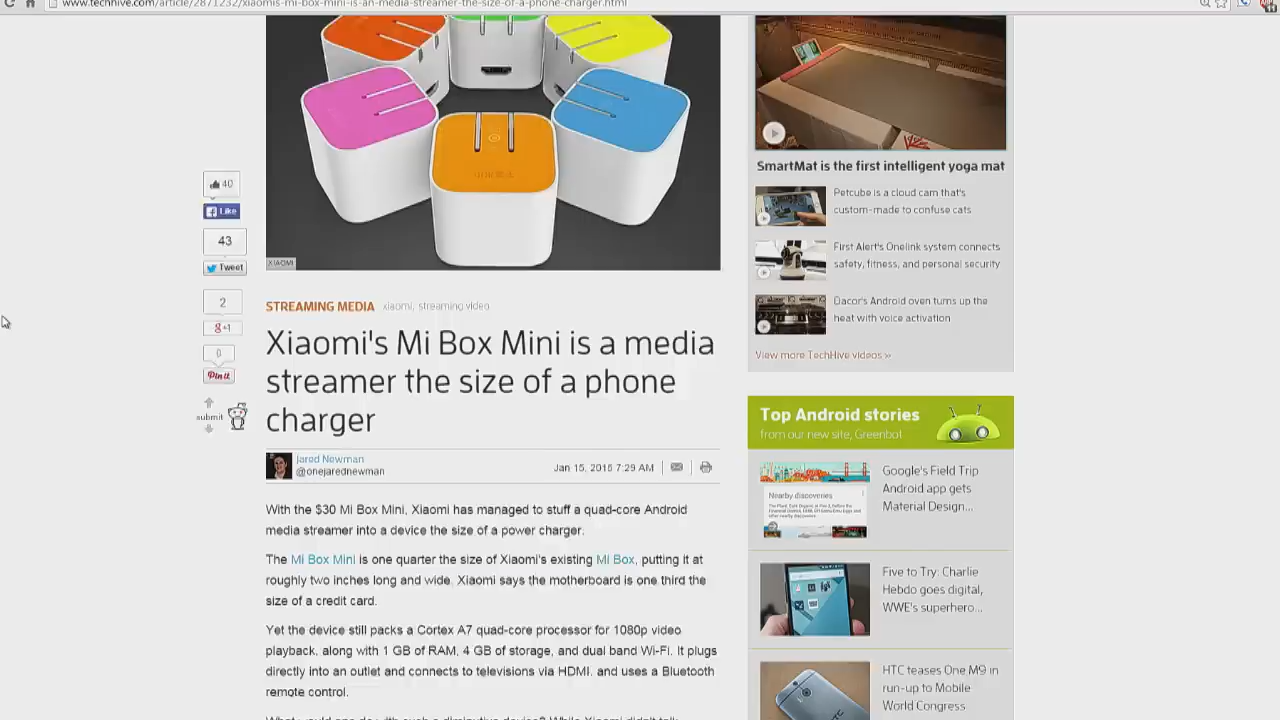 www.techhive.com/article/2871232/xiaomis-mi-box-mini-is-an-media-streamer-the-size-of-a-phone-charger.html
XIAOMI
40
Like
43
Tweet
2
+1
0
Pin it
submit
STREAMING MEDIA xiaomi, streaming video
Xiaomi's Mi Box Mini is a media
streamer the size of a phone
charger
Jared Newman
@onejarednewman
Jan 15, 2015 7:29 AM
With the $30 Mi Box Mini, Xiaomi has managed to stuff a quad-core Android
media streamer into a device the size of a power charger.
The Mi Box Mini is one quarter the size of Xiaomi's existing Mi Box, putting it at
roughly two inches long and wide. Xiaomi says the motherboard is one third the
size of a credit card.
Yet the device still packs a Cortex A7 quad-core processor for 1080p video
playback, along with 1 GB of RAM, 4 GB of storage, and dual band Wi-Fi. It plugs
directly into an outlet and connects to televisions via HDMI, and uses a Bluetooth
remote control.
SmartMat is the first intelligent yoga mat
Petcube is a cloud cam that's
custom-made to confuse cats
First Alert's Onelink system connects
safety, fitness, and personal security
Dacor's Android oven turns up the
heat with voice activation
View more TechHive videos »
Top Android stories
from our new site, Greenbot
Nearby discoveries
Google's Field Trip
Android app gets
Material Design...
Five to Try: Charlie
Hebdo goes digital,
WWE's superhero...
HTC teases One M9 in
run-up to Mobile
World Congress